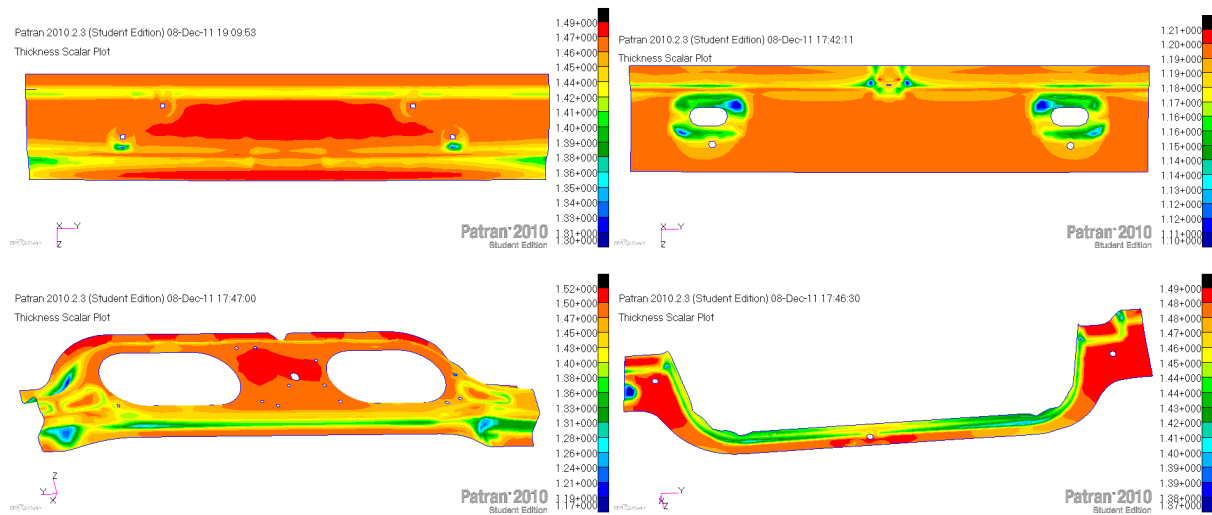 Patran 2010.2.3 (Student Edition) 08-Dec-11 19:09:53
Thickness Scalar Plot
1.49+000
1.47+000
1.46+000
1.45+000
1.44+000
1.42+000
1.41+000
1.40+000
1.39+000
1.38+000
1.36+000
1.35+000
1.34+000
1.33+000
1.31+000
1.30+000
X Y
Z
Patran 2010
Student Edition
Patran 2010.2.3 (Student Edition) 08-Dec-11 17:42:11
Thickness Scalar Plot
1.21+000
1.20+000
1.19+000
1.19+000
1.18+000
1.17+000
1.17+000
1.16+000
1.15+000
1.14+000
1.14+000
1.13+000
1.12+000
1.12+000
1.11+000
1.10+000
X Y
Z
Patran 2010
Student Edition
Patran 2010.2.3 (Student Edition) 08-Dec-11 17:47:00
Thickness Scalar Plot
1.52+000
1.50+000
1.47+000
1.45+000
1.43+000
1.40+000
1.38+000
1.36+000
1.33+000
1.31+000
1.28+000
1.26+000
1.24+000
1.21+000
1.19+000
1.17+000
Z
Y
X
Patran 2010
Student Edition
Patran 2010.2.3 (Student Edition) 08-Dec-11 17:46:30
Thickness Scalar Plot
1.49+000
1.48+000
1.47+000
1.46+000
1.46+000
1.44+000
1.43+000
1.42+000
1.41+000
1.40+000
1.39+000
1.37+000
Y
X
Z
Patran 2010
Student Edition